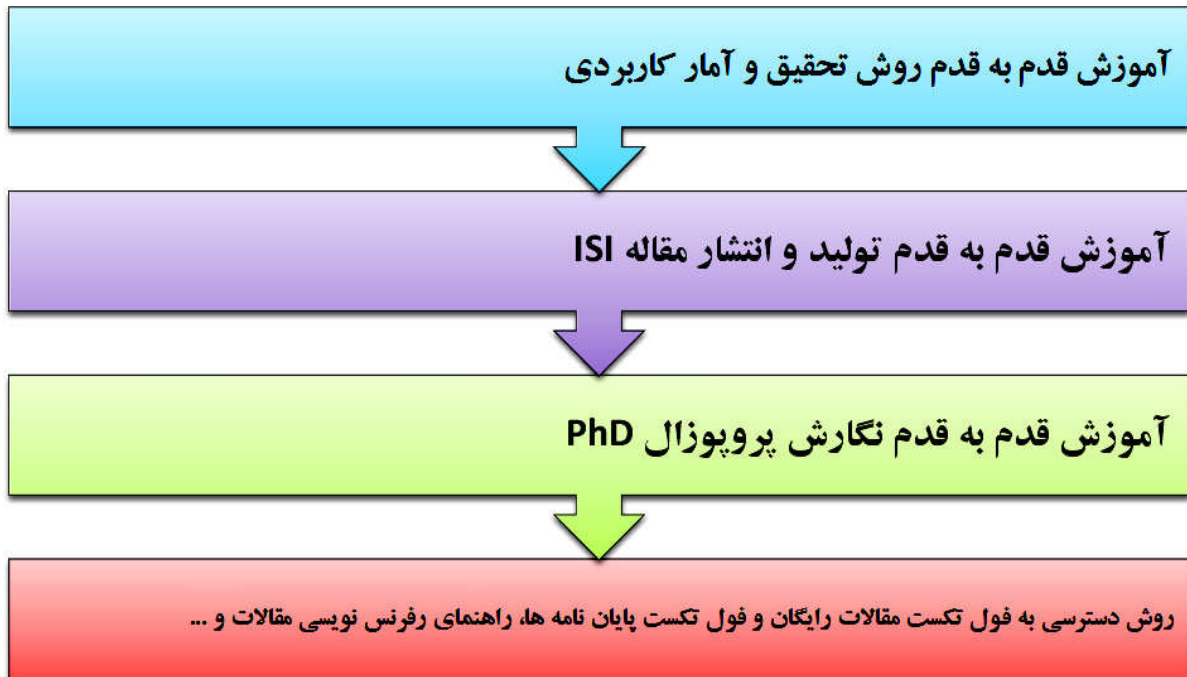 آموزش قدم به قدم روش تحقیق و آمار کاربردی
آموزش قدم به قدم تولید و انتشار مقاله ISI
آموزش قدم به قدم نگارش پروپوزال PhD
روش دسترسی به فول تکست مقالات رایگان و فول تکست پایان نامه ها، راهنمای رفرنس نویسی مقالات و ...